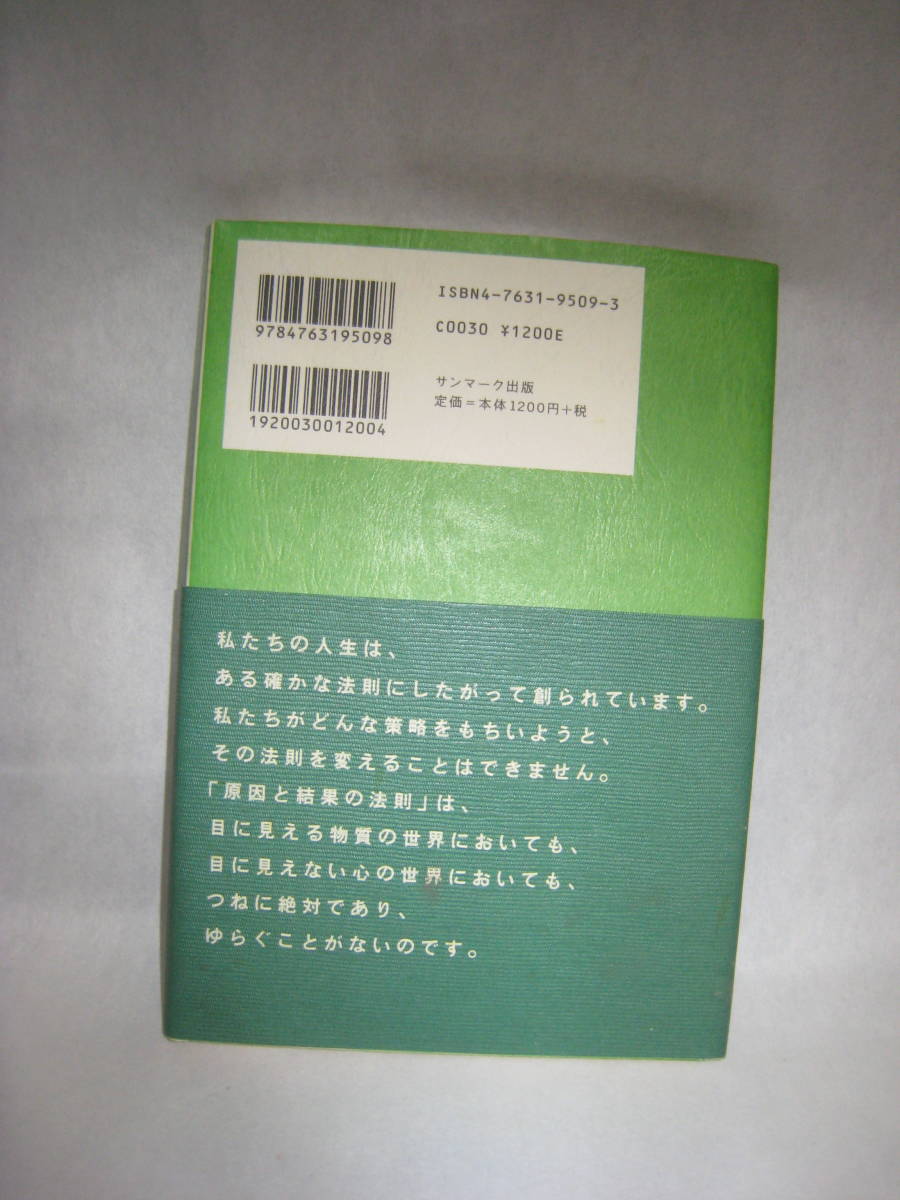 9784763195098
1920030012004
ISBN4-7631-9509-3
C0030 ¥1200E
サンマーク出版
定価＝本体1200円＋税
私たちの人生は、
ある確かな法則にしたがって創られています。
私たちがどんな策略をもちいようと、
その法則を変えることはできません。
「原因と結果の法則」は、
目に見える物質の世界においても、
目に見えない心の世界においても、
つねに絶対であり、
ゆらぐことがないのです。